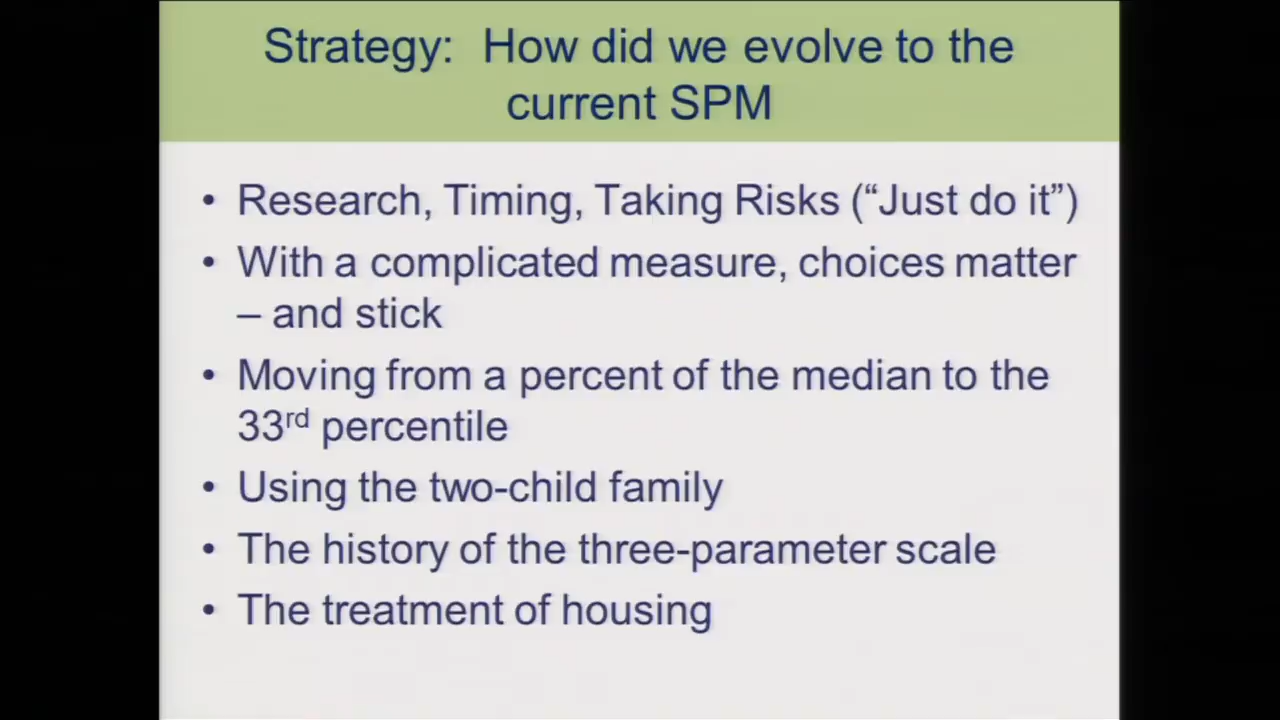 Strategy: How did we evolve to the
current SPM
• Research, Timing, Taking Risks (“Just do it”)
• With a complicated measure, choices matter
– and stick
• Moving from a percent of the median to the
33rd percentile
• Using the two-child family
• The history of the three-parameter scale
• The treatment of housing